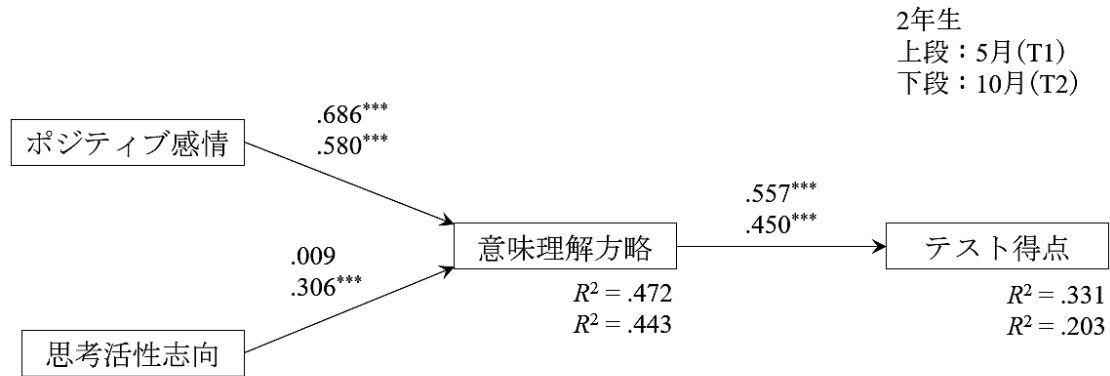 2年生
上段：5月(T1)
下段：10月(T2)
.686***
.580***
ポジティブ感情
.557***
.450***
.009
.306***
意味理解方略
テスト得点
R² = .472
R² = .443
R² = .331
R² = .203
思考活性志向